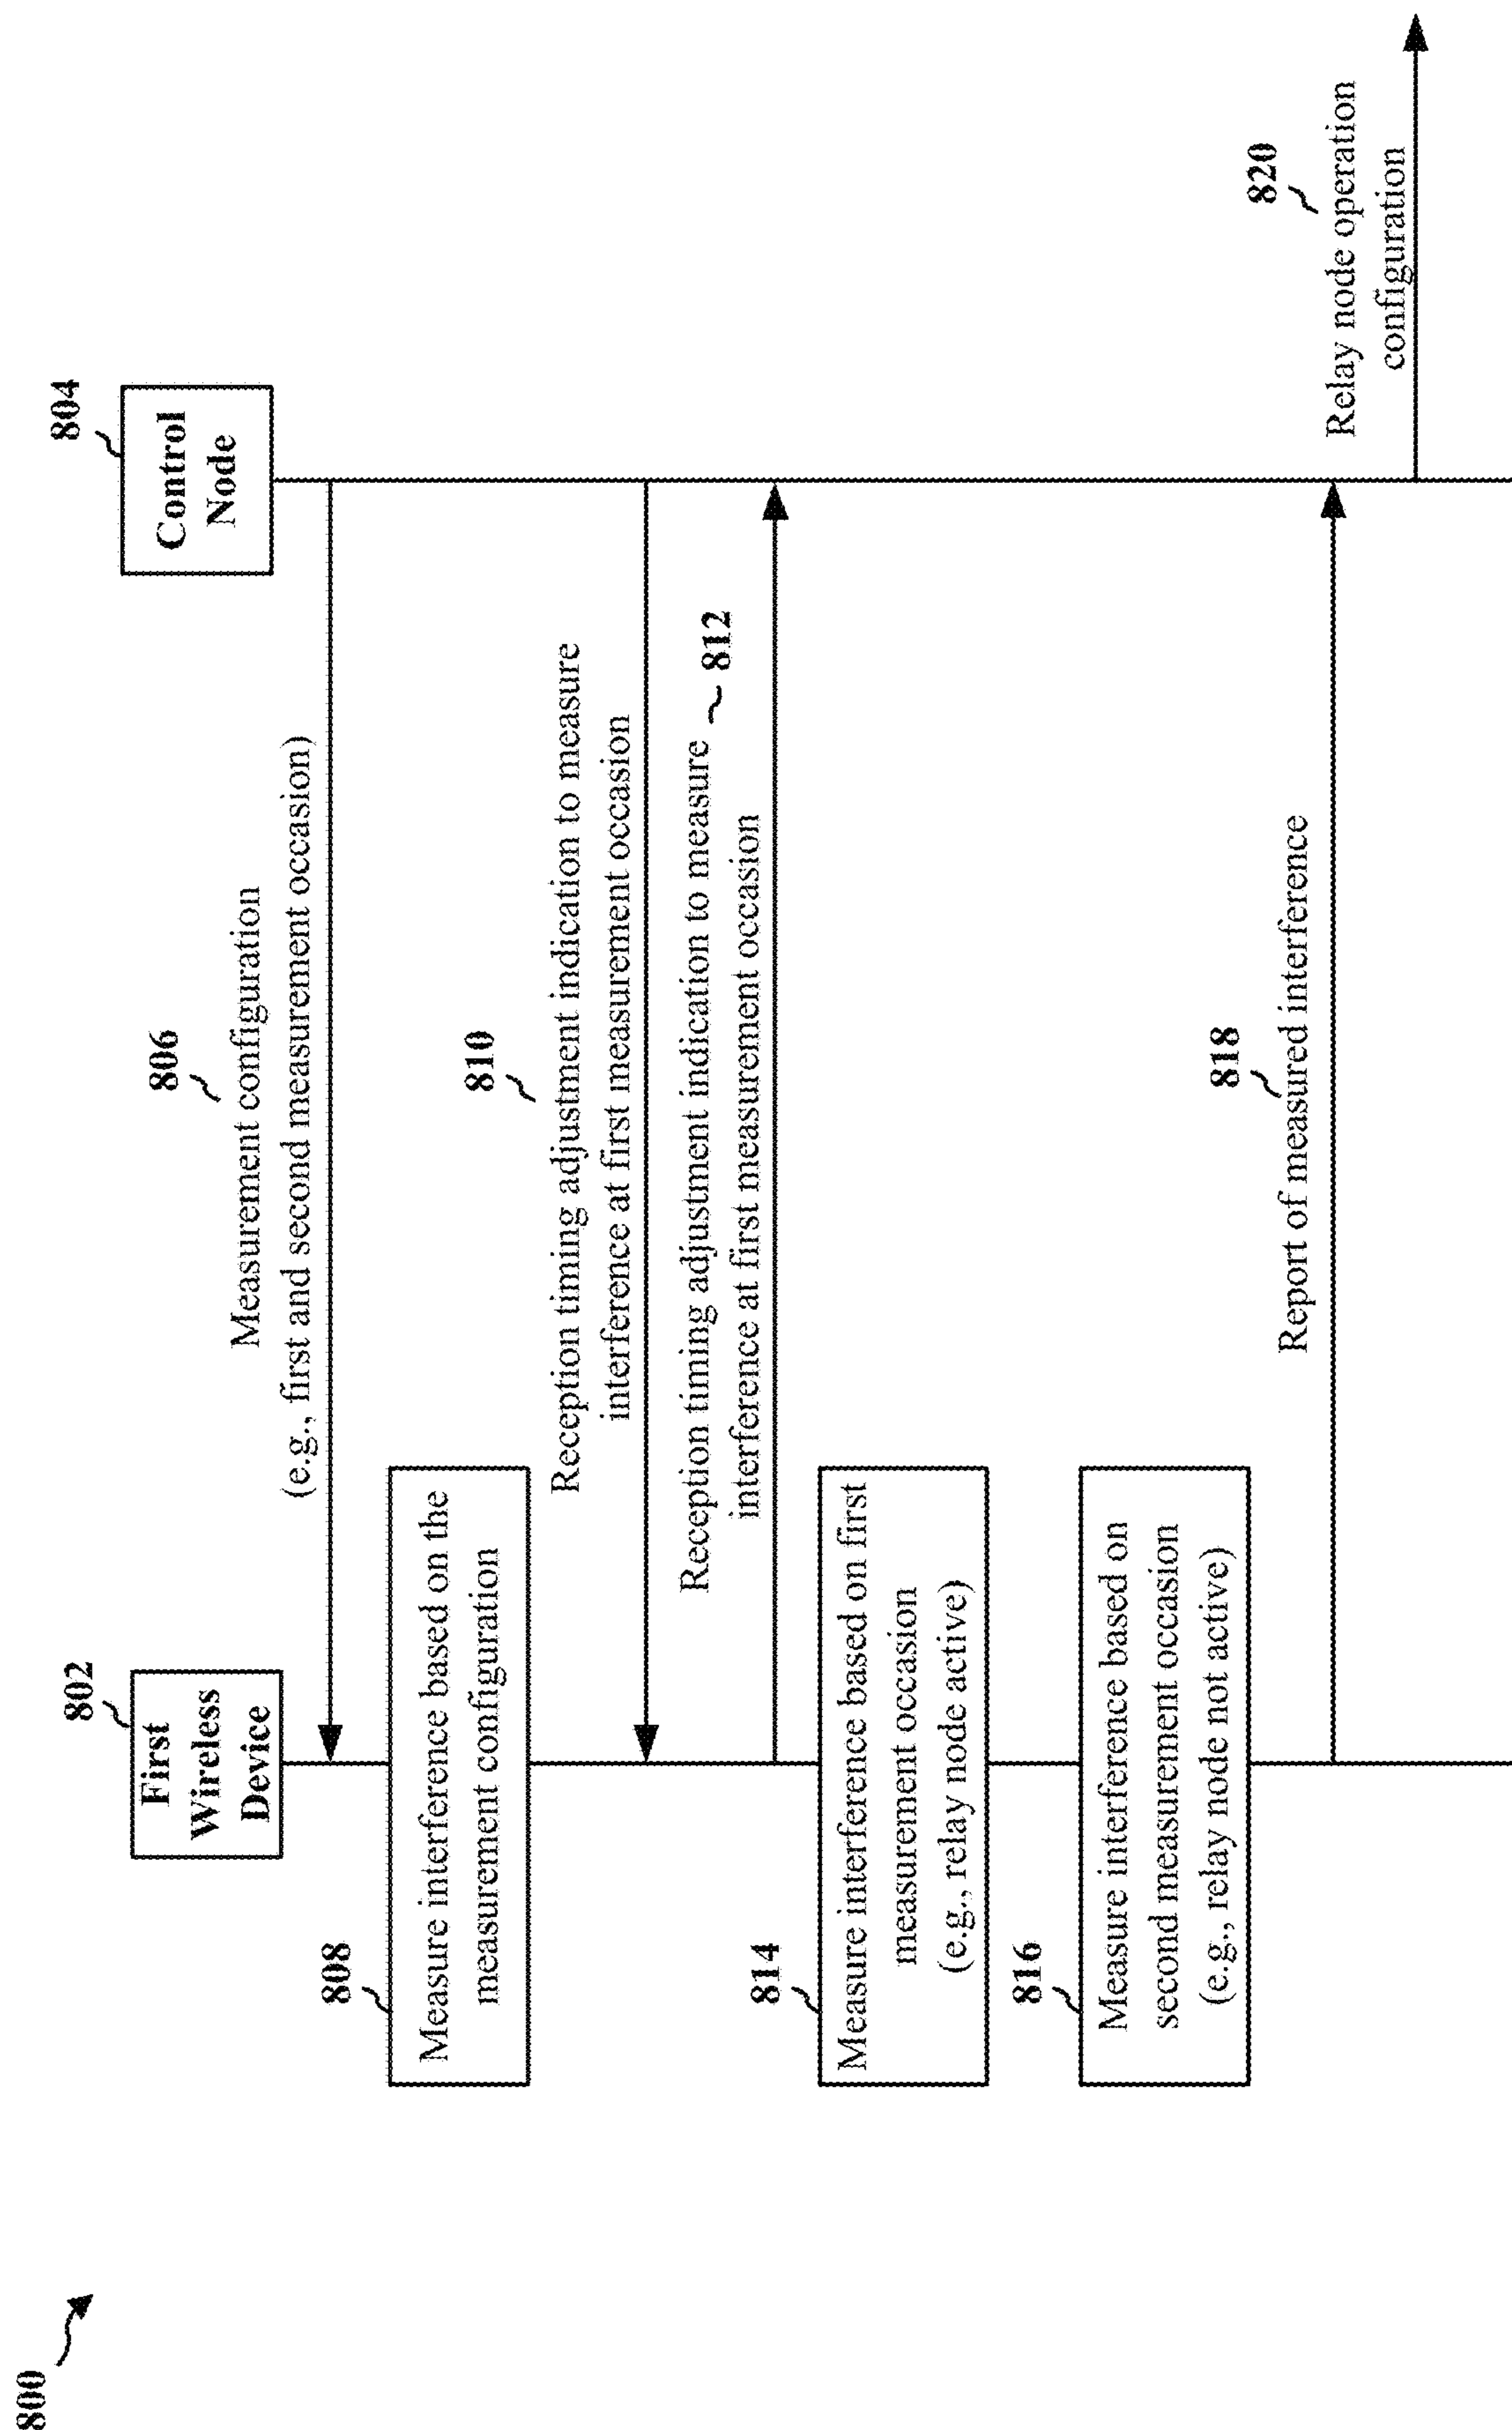 800
802
First
Wireless
Device
804
Control
Node
806
Measurement configuration
(e.g., first and second measurement occasion)
808
Measure interference based on the
measurement configuration
810
Reception timing adjustment indication to measure
interference at first measurement occasion
Reception timing adjustment indication to measure
812
interference at first measurement occasion
814
Measure interference based on first
measurement occasion
(e.g., relay node active)
816
Measure interference based on
second measurement occasion
(e.g., relay node not active)
818
Report of measured interference
820
Relay node operation
configuration